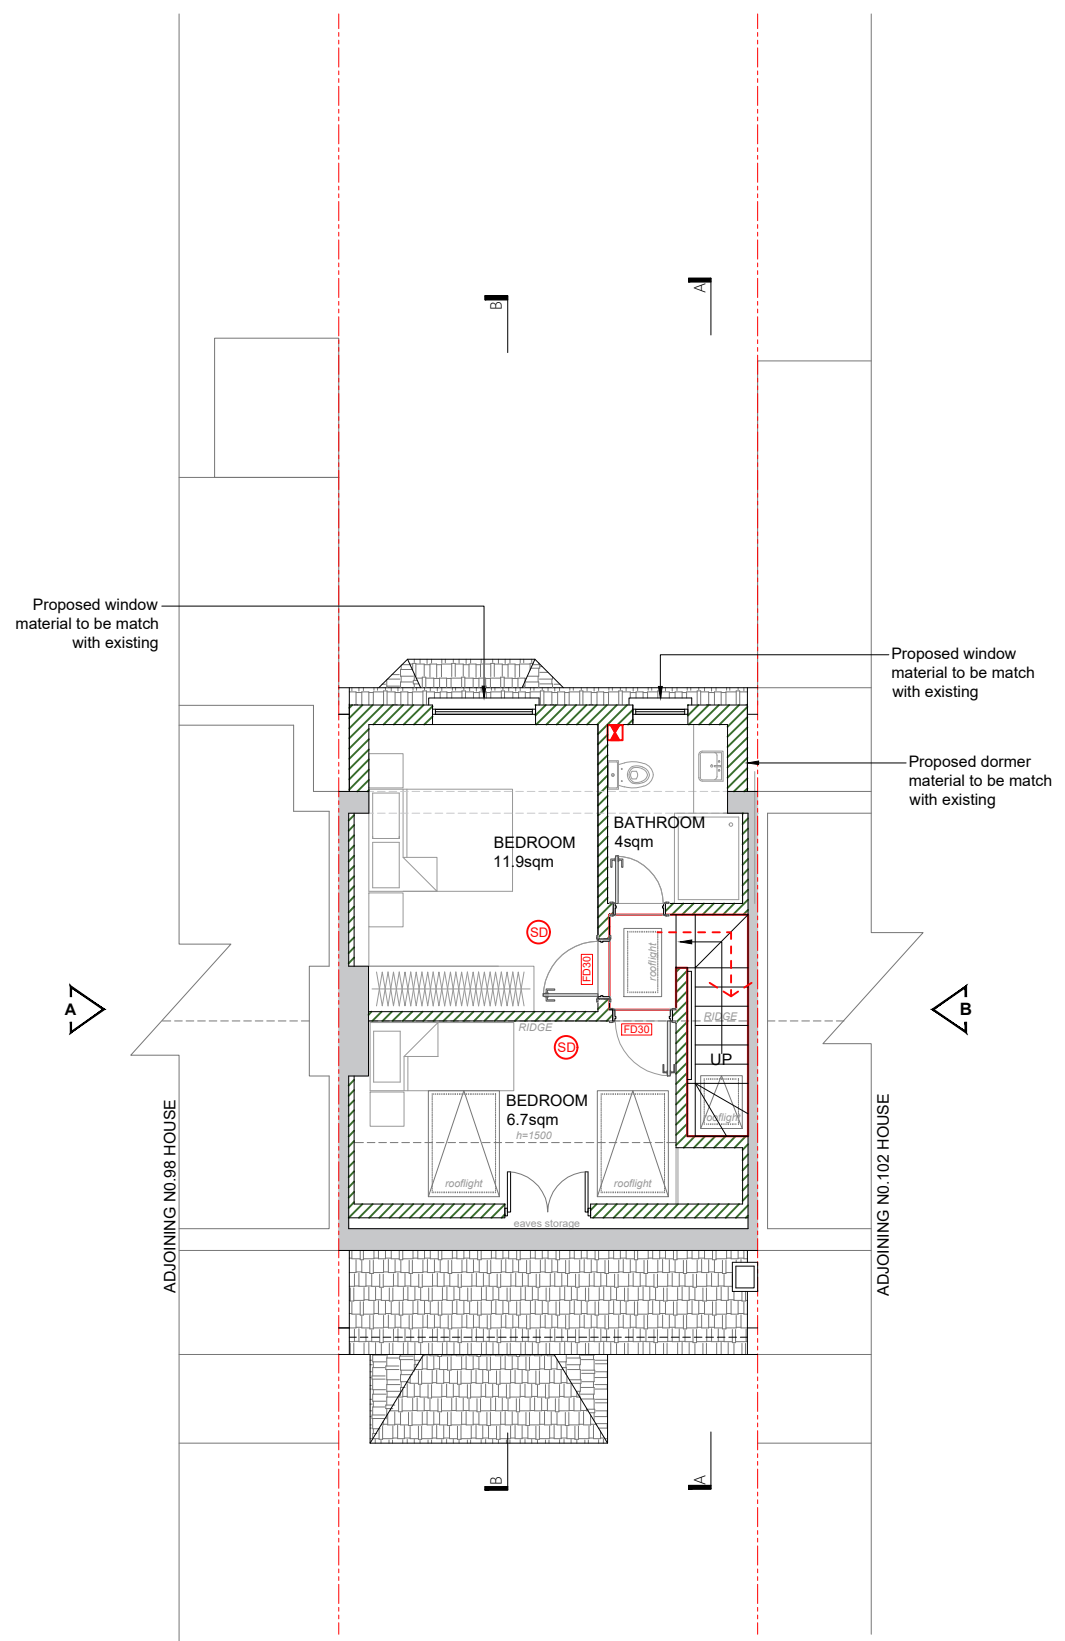 B
A
Proposed window
material to be match
with existing
Proposed window
material to be match
with existing
Proposed dormer
material to be match
with existing
BEDROOM
11.9sqm
BATHROOM
4sqm
SD
FD30
rooflight
A
B
RIDGE
RIDGE
FD30
SD
UP
BEDROOM
6.7sqm
h=1500
rooflight
rooflight
rooflight
eaves storage
ADJOINING N0.98 HOUSE
ADJOINING N0.102 HOUSE
B
A